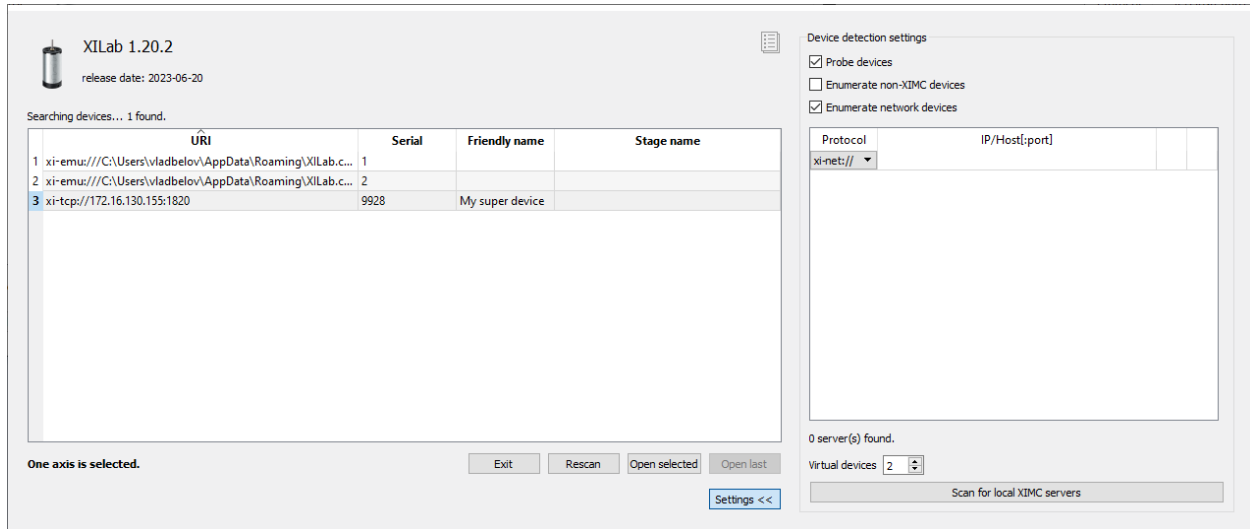 XILab 1.20.2
release date: 2023-06-20
Searching devices... 1 found.
URI Serial Friendly name Stage name
1 xi-emu:///C:\Users\vladbelov\AppData\Roaming\XILab.c... 1
2 xi-emu:///C:\Users\vladbelov\AppData\Roaming\XILab.c... 2
3 xi-tcp://172.16.130.155:1820 9928 My super device
One axis is selected.
Exit Rescan Open selected Open last
Settings <<
Device detection settings
Probe devices
Enumerate non-XIMC devices
Enumerate network devices
Protocol IP/Host[:port]
xi-net://
0 server(s) found.
Virtual devices 2
Scan for local XIMC servers